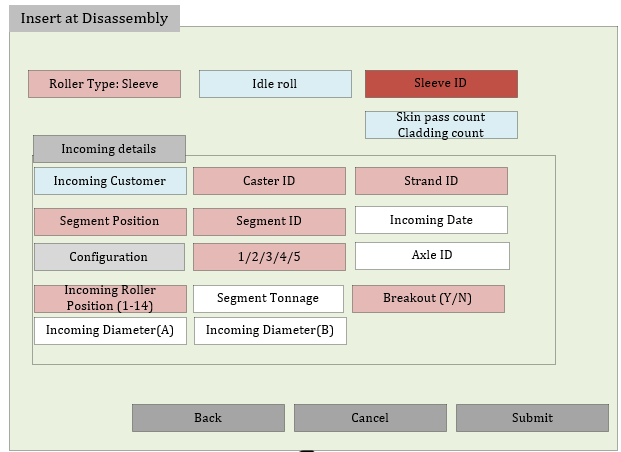 Insert at Disassembly
Roller Type: Sleeve
Idle roll
Sleeve ID
Skin pass count
Cladding count
Incoming details
Incoming Customer
Caster ID
Strand ID
Segment Position
Segment ID
Incoming Date
Configuration
1/2/3/4/5
Axle ID
Incoming Roller
Position (1-14)
Segment Tonnage
Breakout (Y/N)
Incoming Diameter(A)
Incoming Diameter(B)
Back
Cancel
Submit